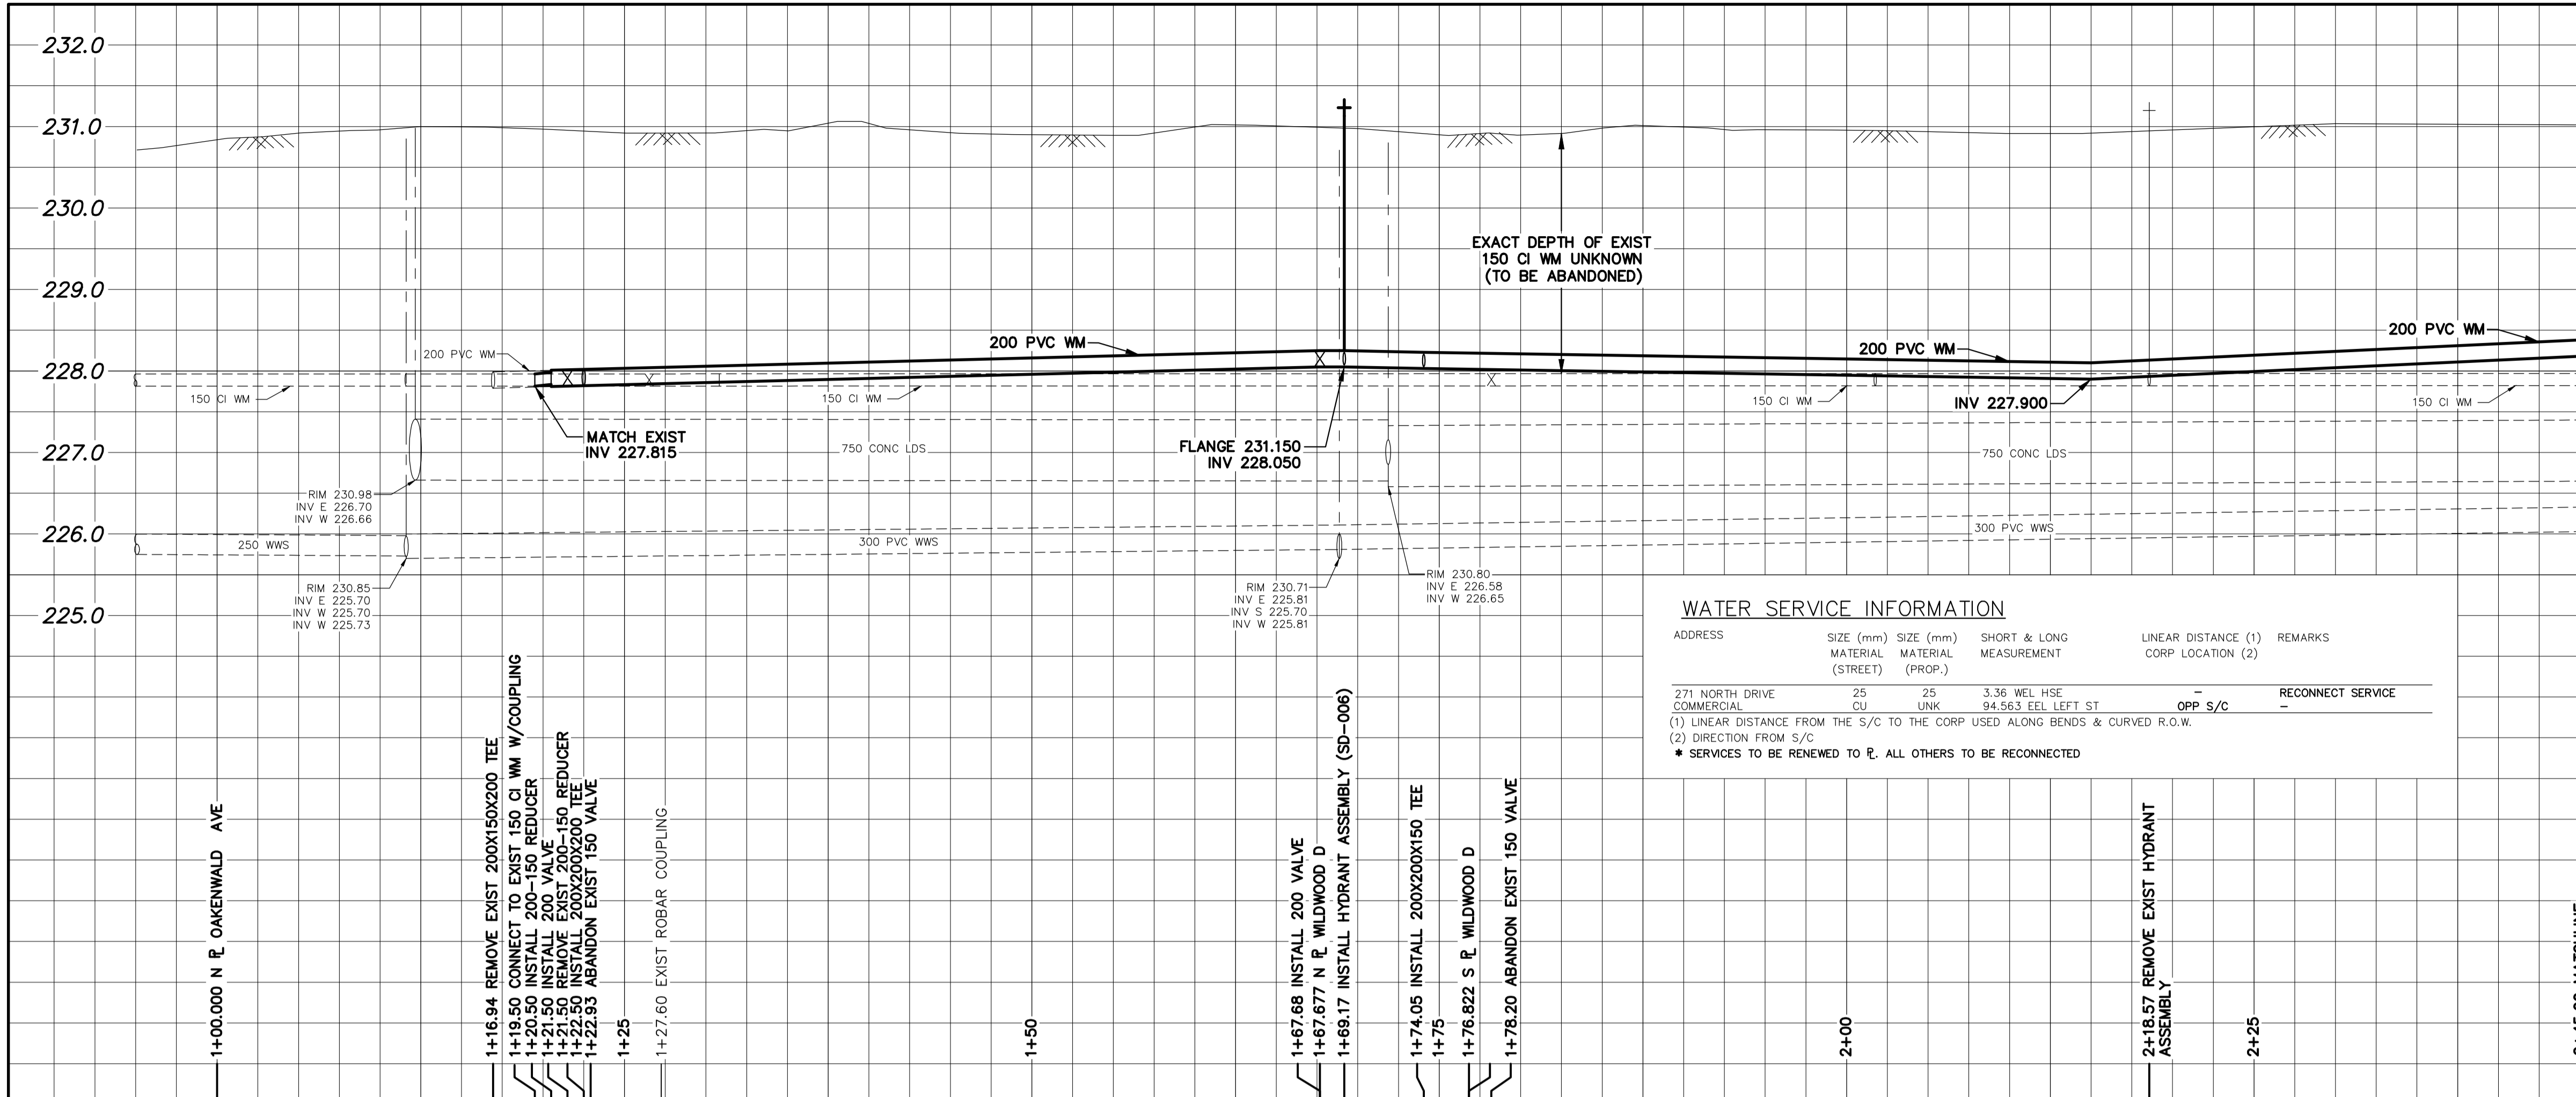 232.0
231.0
230.0
229.0
228.0
227.0
226.0
225.0
EXACT DEPTH OF EXIST
150 CI WM UNKNOWN
(TO BE ABANDONED)
200 PVC WM
200 PVC WM
200 PVC WM
200 PVC WM
150 CI WM
150 CI WM
150 CI WM
150 CI WM
INV 227.900
MATCH EXIST
INV 227.815
FLANGE 231.150
INV 228.050
750 CONC LDS
750 CONC LDS
RIM 230.98
INV E 226.70
INV W 226.66
250 WWS
300 PVC WWS
300 PVC WWS
RIM 230.85
INV E 225.70
INV W 225.70
INV W 225.73
RIM 230.71
INV E 225.81
INV S 225.70
INV W 225.81
RIM 230.80
INV E 226.58
INV W 226.65
WATER SERVICE INFORMATION
ADDRESS SIZE (mm) SIZE (mm) SHORT & LONG LINEAR DISTANCE (1) REMARKS
MATERIAL MATERIAL MEASUREMENT CORP LOCATION (2)
(STREET) (PROP.)
271 NORTH DRIVE 25 25 3.36 WEL HSE – RECONNECT SERVICE
COMMERCIAL CU UNK 94.563 EEL LEFT ST OPP S/C –
(1) LINEAR DISTANCE FROM THE S/C TO THE CORP USED ALONG BENDS & CURVED R.O.W.
(2) DIRECTION FROM S/C
* SERVICES TO BE RENEWED TO ℄. ALL OTHERS TO BE RECONNECTED
1+00.000 N ℄ OAKENWALD AVE
1+16.94 REMOVE EXIST 200X150X200 TEE
1+19.50 CONNECT TO EXIST 150 CI WM W/COUPLING
1+20.50 INSTALL 200-150 REDUCER
1+21.50 INSTALL 200 VALVE
1+21.50 REMOVE EXIST 200-150 REDUCER
1+22.50 INSTALL 200X200X200 TEE
1+22.93 ABANDON EXIST 150 VALVE
1+25
1+27.60 EXIST ROBAR COUPLING
1+50
1+67.68 INSTALL 200 VALVE
1+67.677 N ℄ WILDWOOD D
1+69.17 INSTALL HYDRANT ASSEMBLY (SD-006)
1+74.05 INSTALL 200X200X150 TEE
1+75
1+76.822 S ℄ WILDWOOD D
1+78.20 ABANDON EXIST 150 VALVE
2+00
2+18.57 REMOVE EXIST HYDRANT
ASSEMBLY
2+25